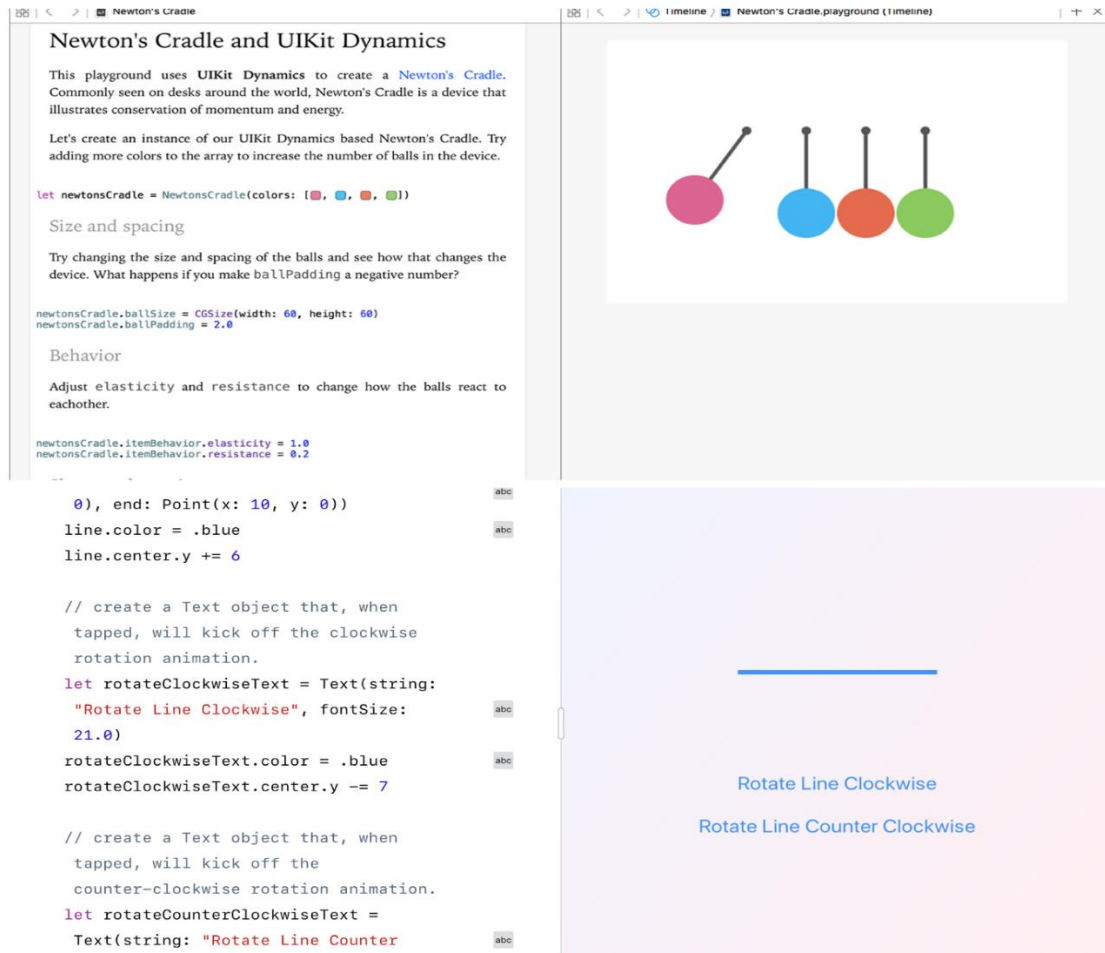 Newton's Cradle
Timeline
Newton's Cradle.playground (Timeline)
Newton's Cradle and UIKit Dynamics
This playground uses UIKit Dynamics to create a Newton's Cradle.
Commonly seen on desks around the world, Newton's Cradle is a device that
illustrates conservation of momentum and energy.
Let's create an instance of our UIKit Dynamics based Newton's Cradle. Try
adding more colors to the array to increase the number of balls in the device.
let newtonsCradle = NewtonsCradle(colors: [ , , , ])
Size and spacing
Try changing the size and spacing of the balls and see how that changes the
device. What happens if you make ballPadding a negative number?
newtonsCradle.ballSize = CGSize(width: 60, height: 60)
newtonsCradle.ballPadding = 2.0
Behavior
Adjust elasticity and resistance to change how the balls react to
eachother.
newtonsCradle.itemBehavior.elasticity = 1.0
newtonsCradle.itemBehavior.resistance = 0.2
abc
0), end: Point(x: 10, y: 0))
line.color = .blue
abc
line.center.y += 6
// create a Text object that, when
tapped, will kick off the clockwise
rotation animation.
let rotateClockwiseText = Text(string:
"Rotate Line Clockwise", fontSize:
abc
21.0)
rotateClockwiseText.color = .blue
abc
rotateClockwiseText.center.y -= 7
// create a Text object that, when
tapped, will kick off the
counter-clockwise rotation animation.
let rotateCounterClockwiseText =
Text(string: "Rotate Line Counter
abc
Rotate Line Clockwise
Rotate Line Counter Clockwise